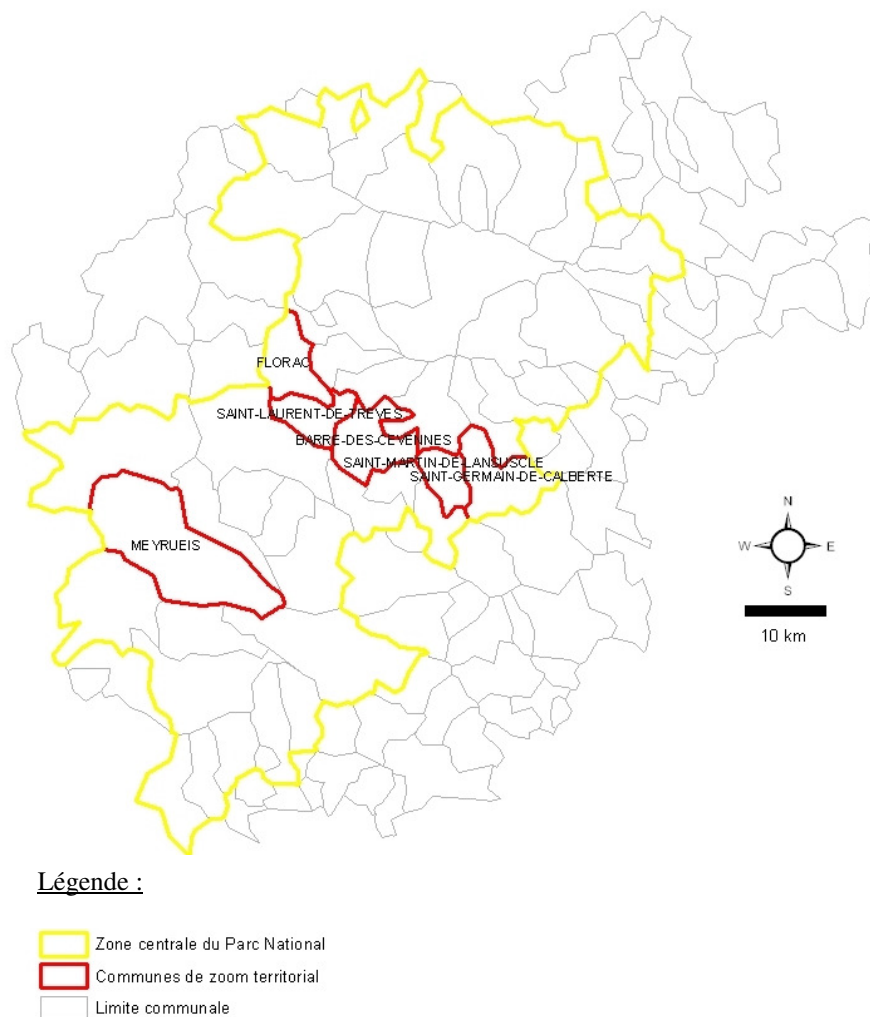 FLORAC
SAINT-LAURENT-DE-TREVES
BARRE-DES-CEVENNES
SAINT-MARTIN-DE-LANSUSCLE
SAINT-GERMAIN-DE-CALBERTE
MEYRUEIS
N
W E
S
10 km
Légende :
Zone centrale du Parc National
Communes de zoom territorial
Limite communale